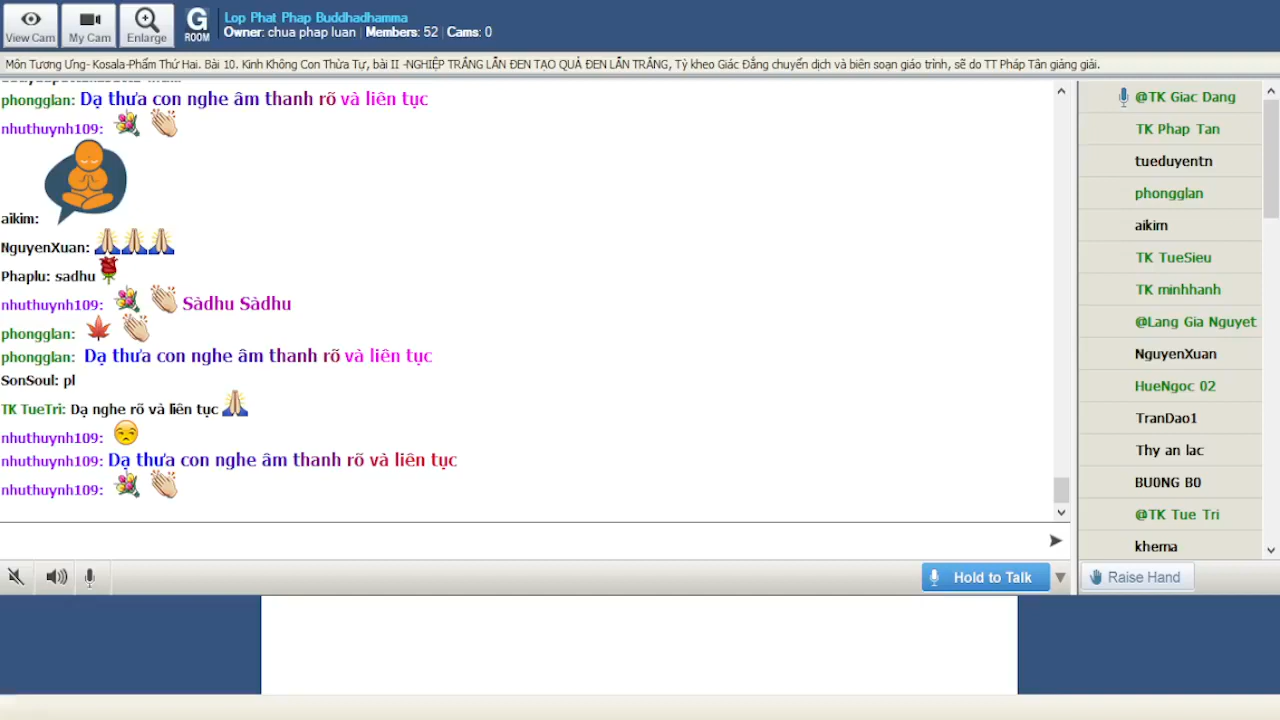 View Cam
My Cam
Enlarge
G
ROOM
Lop Phat Phap Buddhadhamma
Owner: chua phap luan | Members: 52 | Cams: 0
Môn Tương Ưng- Kosala-Phẩm Thứ Hai. Bài 10. Kinh Không Con Thừa Tự, bài II -NGHIỆP TRẮNG LẪN ĐEN TẠO QUẢ ĐEN LẪN TRẮNG, Tỳ kheo Giác Đẳng chuyển dịch và biên soạn giáo trình, sẽ do TT Pháp Tân giảng giải.
phongglan: Dạ thưa con nghe âm thanh rõ và liên tục
nhuthuynh109:
aikim:
NguyenXuan:
Phaplu: sadhu
nhuthuynh109: Sàdhu Sàdhu
phongglan:
phongglan: Dạ thưa con nghe âm thanh rõ và liên tục
SonSoul: pl
TK TueTri: Dạ nghe rõ và liên tục
nhuthuynh109:
nhuthuynh109: Dạ thưa con nghe âm thanh rõ và liên tục
nhuthuynh109:
@TK Giac Dang
TK Phap Tan
tueduyentn
phongglan
aikim
TK TueSieu
TK minhhanh
@Lang Gia Nguyet
NguyenXuan
HueNgoc 02
TranDao1
Thy an lac
BU0NG B0
@TK Tue Tri
khema
Hold to Talk
Raise Hand